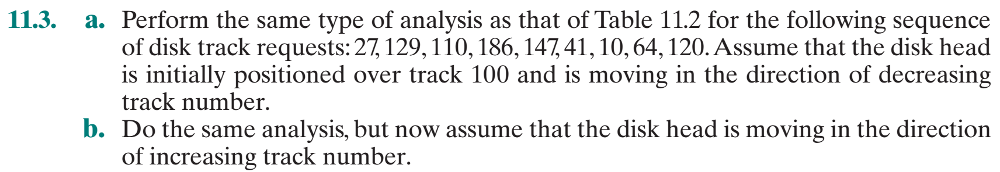 11.3. a. Perform the same type of analysis as that of Table 11.2 for the following sequence
of disk track requests: 27, 129, 110, 186, 147, 41, 10, 64, 120. Assume that the disk head
is initially positioned over track 100 and is moving in the direction of decreasing
track number.
b. Do the same analysis, but now assume that the disk head is moving in the direction
of increasing track number.